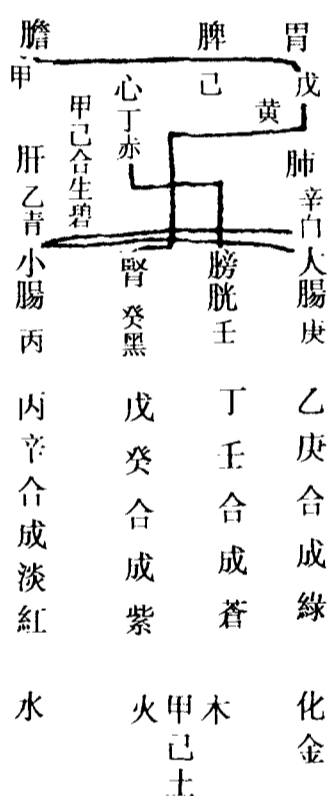 胃戊
黄
肺辛白
大腸庚
乙庚合成綠
化金
脾己
膀胱壬
丁壬合成蒼
木
甲己土
心丁赤
腎癸黑
戊癸合成紫
火
甲己合生碧
膽甲
肝乙青
小腸丙
丙辛合成淡紅
水